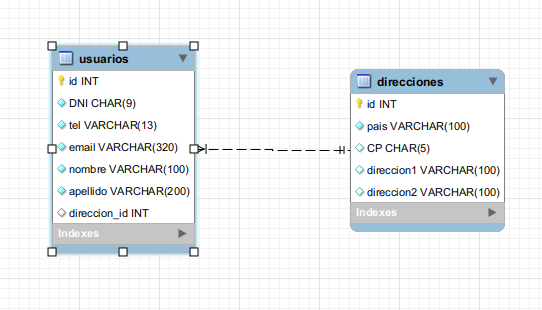 usuarios
id INT
DNI CHAR(9)
tel VARCHAR(13)
email VARCHAR(320)
nombre VARCHAR(100)
apellido VARCHAR(200)
direccion_id INT
Indexes
direcciones
id INT
pais VARCHAR(100)
CP CHAR(5)
direccion1 VARCHAR(100)
direccion2 VARCHAR(100)
Indexes